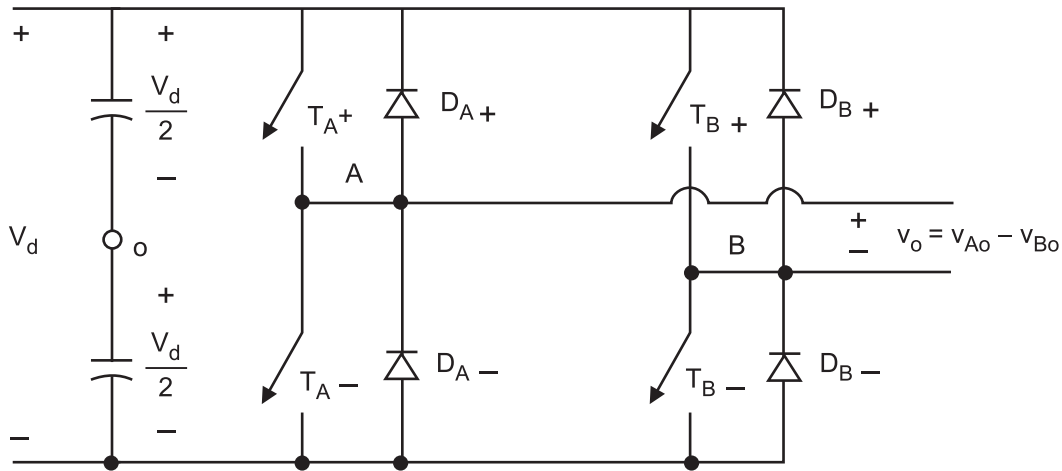 +
+
V_d
2
−
V_d
o
+
V_d
2
−
−
T_A+
D_A+
A
T_A −
D_A −
T_B +
D_B +
B
+
−
v_o = v_Ao − v_Bo
T_B −
D_B −